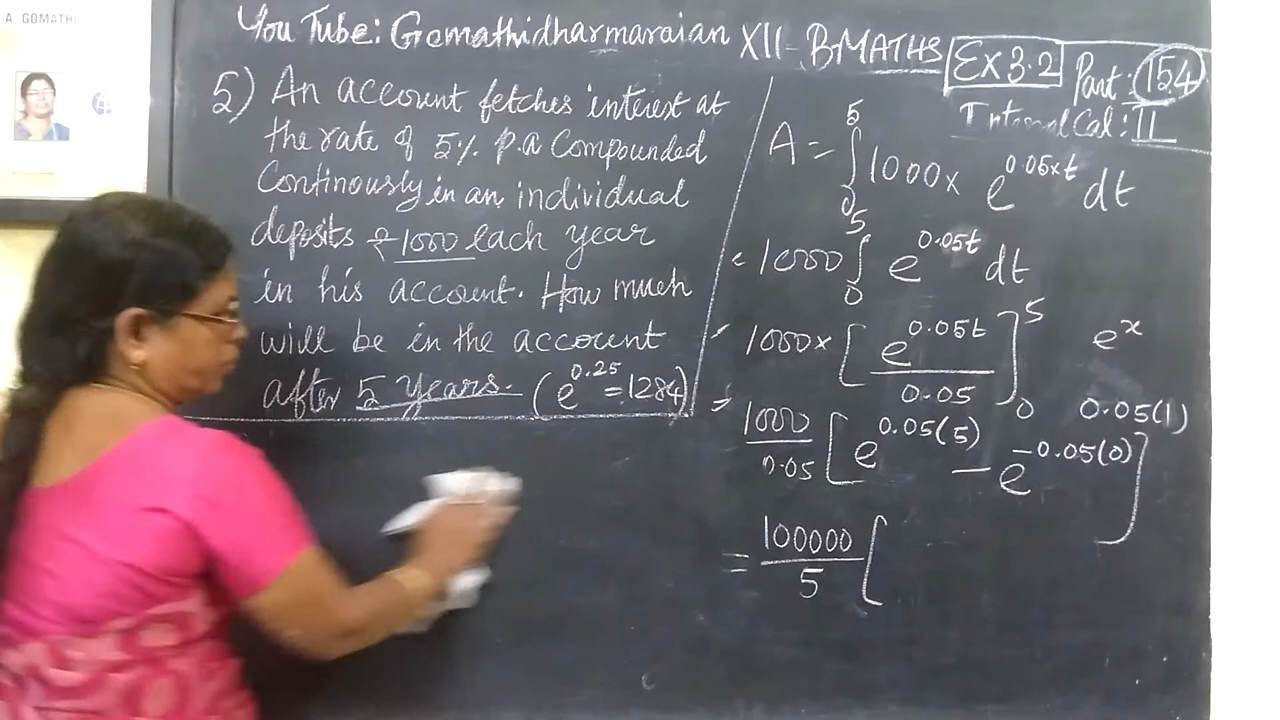 A. GOMATHI
You Tube: Gomathidharmaraian XII-BMATHS Ex 3.2 Part: 154
Integral Cal: II
5) An account fetches interest at
the rate of 5% p.a Compounded
Continously in an individual
deposits ₹ 1000 each year
in his account. How much
will be in the account
after 5 years. (e^0.25 = 1284)
A = ∫₀⁵ 1000 x e^0.05xt dt
= 1000 ∫₀⁵ e^0.05t dt
= 1000 x [e^0.05t / 0.05]₀⁵ e^x
= 1000/0.05 [e^0.05(5) - e^-0.05(0)] 0.05(1)
= 100000/5 [